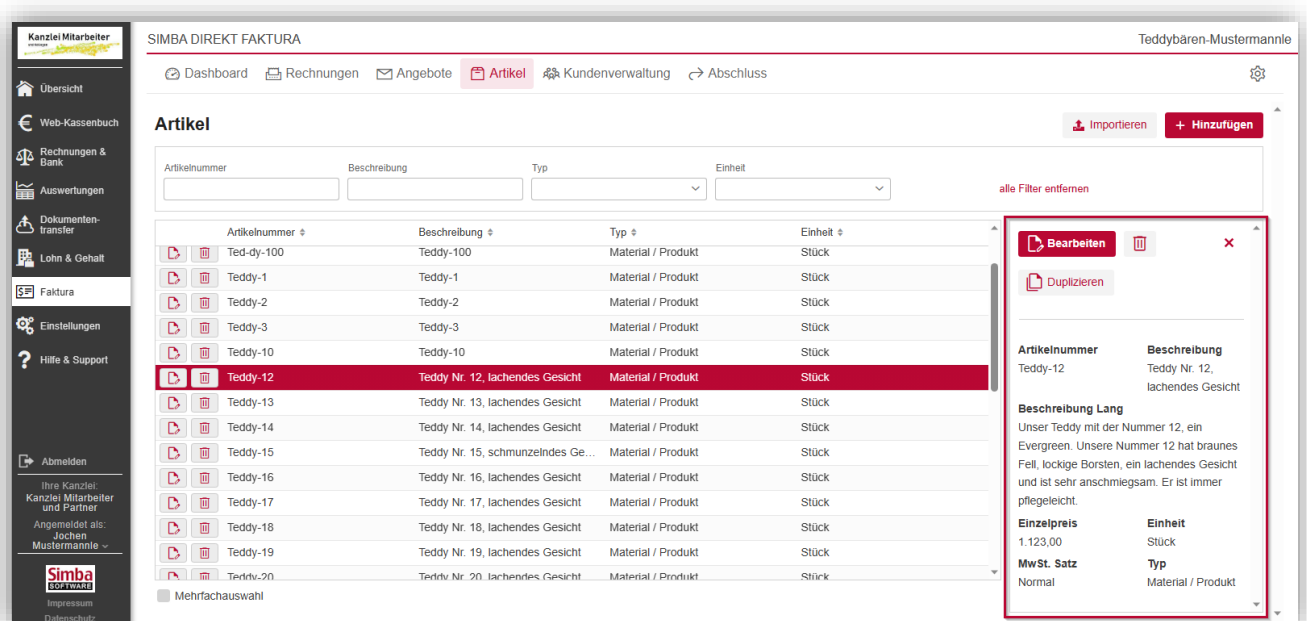 Kanzlei Mitarbeiter
SIMBA DIREKT FAKTURA
Teddybären-Mustermannle
Dashboard Rechnungen Angebote Artikel Kundenverwaltung Abschluss
Übersicht
Web-Kassenbuch
Rechnungen &
Bank
Auswertungen
Dokumenten-
transfer
Lohn & Gehalt
Faktura
Einstellungen
Hilfe & Support
Abmelden
Ihre Kanzlei:
Kanzlei Mitarbeiter
und Partner
Angemeldet als:
Jochen
Mustermannle
Simba
SOFTWARE
Impressum
Datenschutz
Artikel
Importieren
+ Hinzufügen
Artikelnummer Beschreibung Typ Einheit
alle Filter entfernen
Artikelnummer Beschreibung Typ Einheit
Ted-dy-100 Teddy-100 Material / Produkt Stück
Teddy-1 Teddy-1 Material / Produkt Stück
Teddy-2 Teddy-2 Material / Produkt Stück
Teddy-3 Teddy-3 Material / Produkt Stück
Teddy-10 Teddy-10 Material / Produkt Stück
Teddy-12 Teddy Nr. 12, lachendes Gesicht Material / Produkt Stück
Teddy-13 Teddy Nr. 13, lachendes Gesicht Material / Produkt Stück
Teddy-14 Teddy Nr. 14, lachendes Gesicht Material / Produkt Stück
Teddy-15 Teddy Nr. 15, schmunzelndes Ge... Material / Produkt Stück
Teddy-16 Teddy Nr. 16, lachendes Gesicht Material / Produkt Stück
Teddy-17 Teddy Nr. 17, lachendes Gesicht Material / Produkt Stück
Teddy-18 Teddy Nr. 18, lachendes Gesicht Material / Produkt Stück
Teddy-19 Teddy Nr. 19, lachendes Gesicht Material / Produkt Stück
Teddy-20 Teddy Nr. 20, lachendes Gesicht Material / Produkt Stück
Mehrfachauswahl
Bearbeiten
Duplizieren
Artikelnummer Beschreibung
Teddy-12 Teddy Nr. 12,
lachendes Gesicht
Beschreibung Lang
Unser Teddy mit der Nummer 12, ein
Evergreen. Unsere Nummer 12 hat braunes
Fell, lockige Borsten, ein lachendes Gesicht
und ist sehr anschmiegsam. Er ist immer
pflegeleicht.
Einzelpreis Einheit
1.123,00 Stück
MwSt. Satz Typ
Normal Material / Produkt